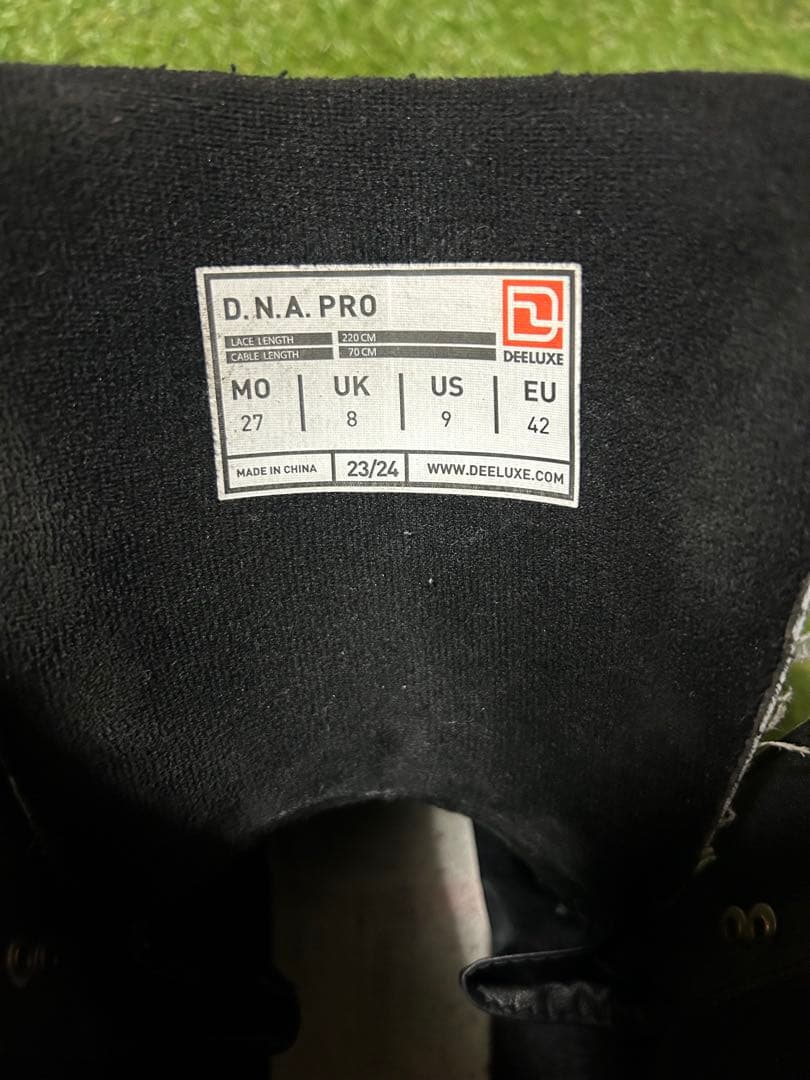 D.N.A. PRO
LACE LENGTH 220 CM
CABLE LENGTH 70 CM
DEELUXE
MO UK US EU
27 8 9 42
MADE IN CHINA 23/24 WWW.DEELUXE.COM